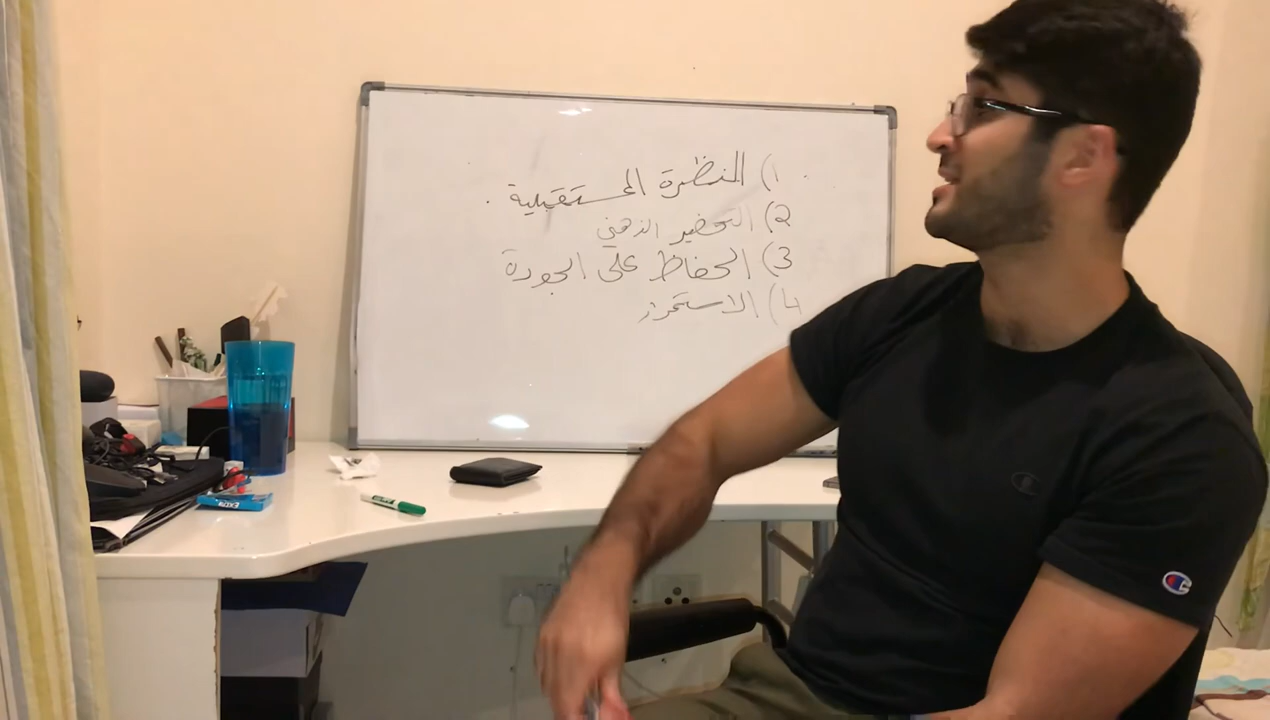 1) النظرة المستقبلية
2) التحضير الذهني
3) الحفاظ على الجودة
4) الاستمرار